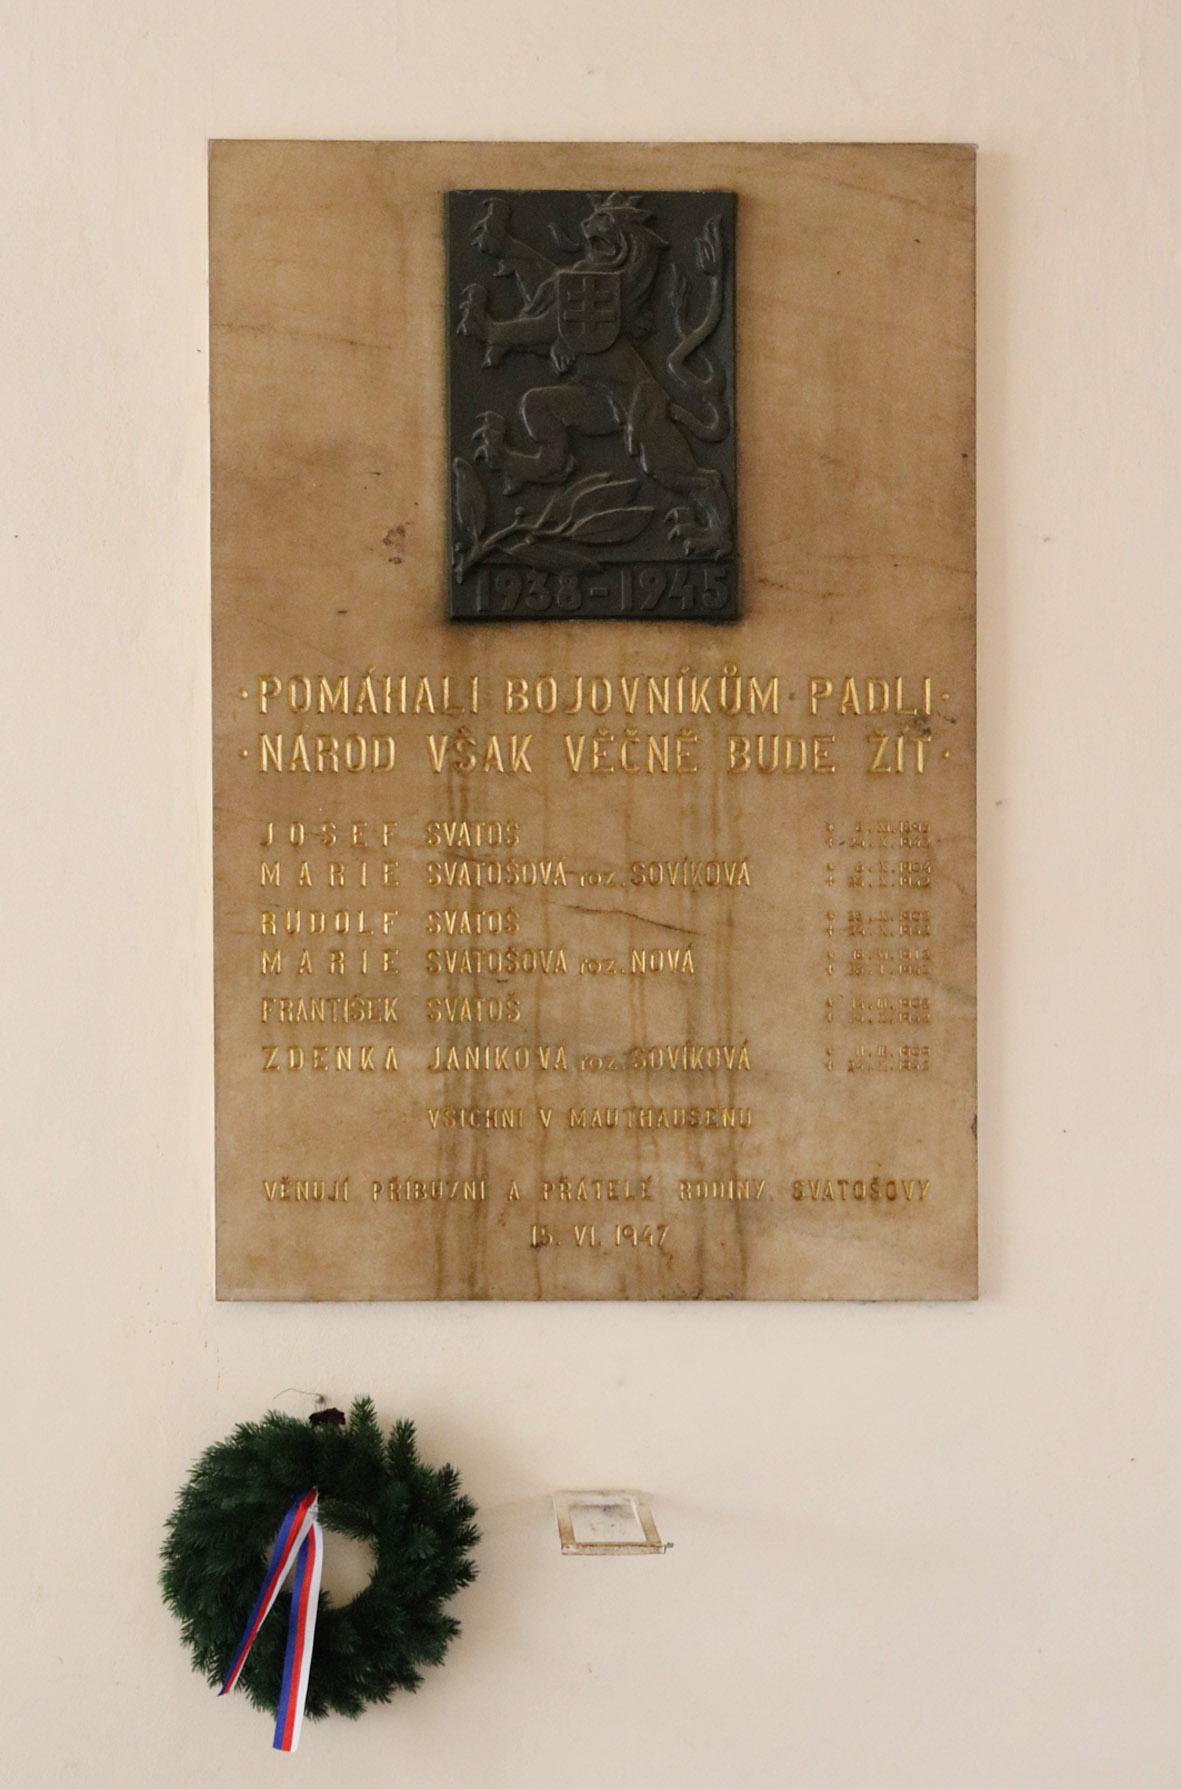 1938-1945
·POMÁHALI BOJOVNÍKŮM·PADLI·
·NÁROD VŠAK VĚČNĚ BUDE ŽÍT·
JOSEF SVATOŠ
MARIE SVATOŠOVÁ roz. SOVÍKOVÁ
RUDOLF SVATOŠ
MARIE SVATOŠOVÁ roz. NOVÁ
FRANTIŠEK SVATOŠ
ZDENKA JANÍKOVÁ roz. SOVÍKOVÁ
VŠICHNI V MAUTHAUSENU
VĚNUJÍ PŘÍBUZNÍ A PŘÁTELÉ RODINY SVATOŠOVY
15. VI. 1947